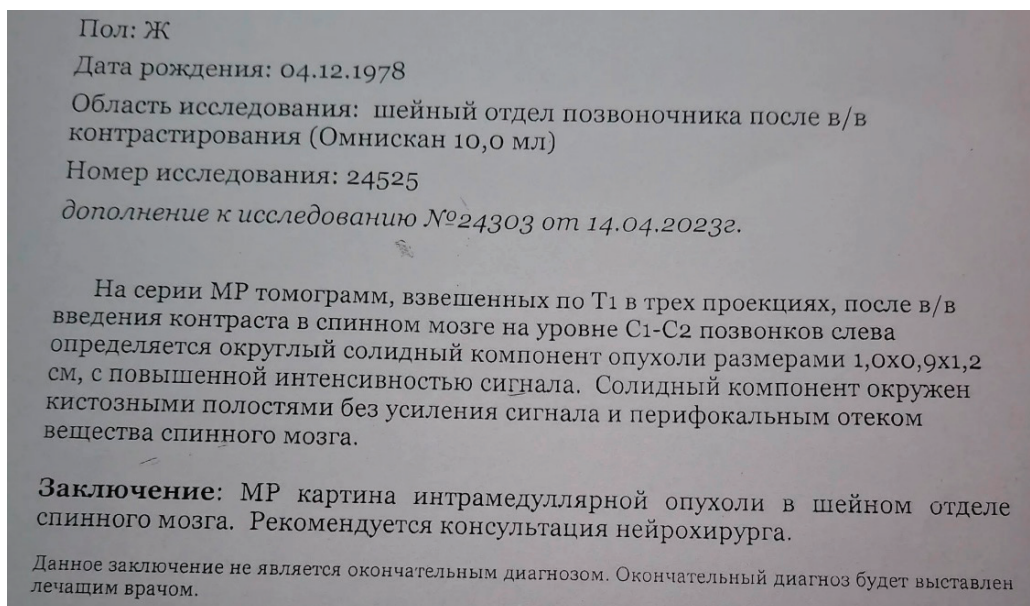 Пол: Ж
Дата рождения: 04.12.1978
Область исследования: шейный отдел позвоночника после в/в
контрастирования (Омнискан 10,0 мл)
Номер исследования: 24525
дополнение к исследованию №24303 от 14.04.2023г.
На серии МР томограмм, взвешенных по Т1 в трех проекциях, после в/в
введения контраста в спинном мозге на уровне С1-С2 позвонков слева
определяется округлый солидный компонент опухоли размерами 1,0х0,9х1,2
см, с повышенной интенсивностью сигнала. Солидный компонент окружен
кистозными полостями без усиления сигнала и перифокальным отеком
вещества спинного мозга.
Заключение: МР картина интрамедуллярной опухоли в шейном отделе
спинного мозга. Рекомендуется консультация нейрохирурга.
Данное заключение не является окончательным диагнозом. Окончательный диагноз будет выставлен
лечащим врачом.